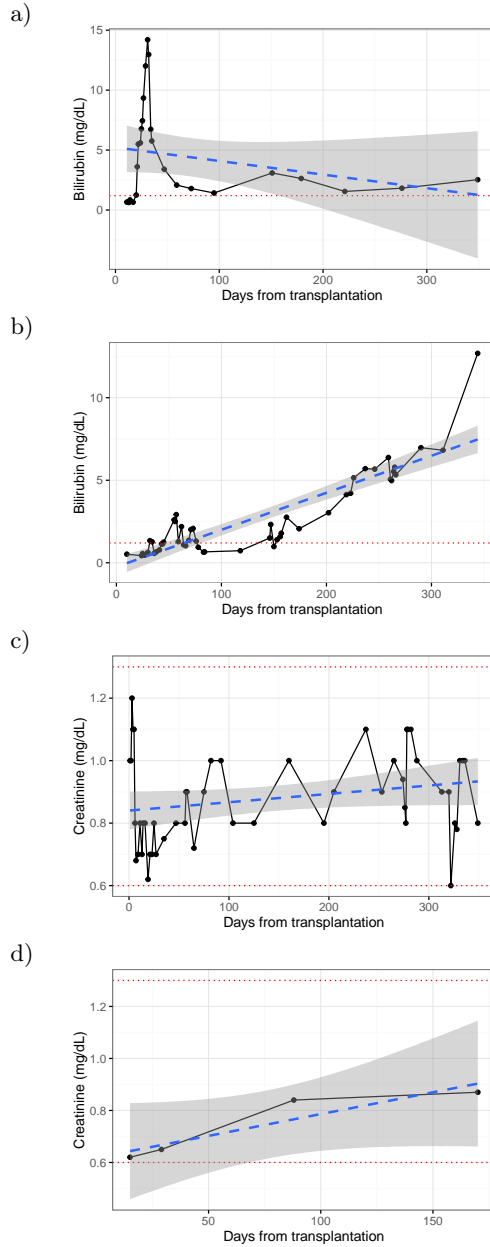 a)
15
10
5
0
Bilirubin (mg/dL)
0
100
200
300
Days from transplantation
b)
10
5
0
Bilirubin (mg/dL)
0
100
200
300
Days from transplantation
c)
1.2
1.0
0.8
0.6
Creatinine (mg/dL)
0
100
200
300
Days from transplantation
d)
1.2
1.0
0.8
0.6
Creatinine (mg/dL)
50
100
150
Days from transplantation